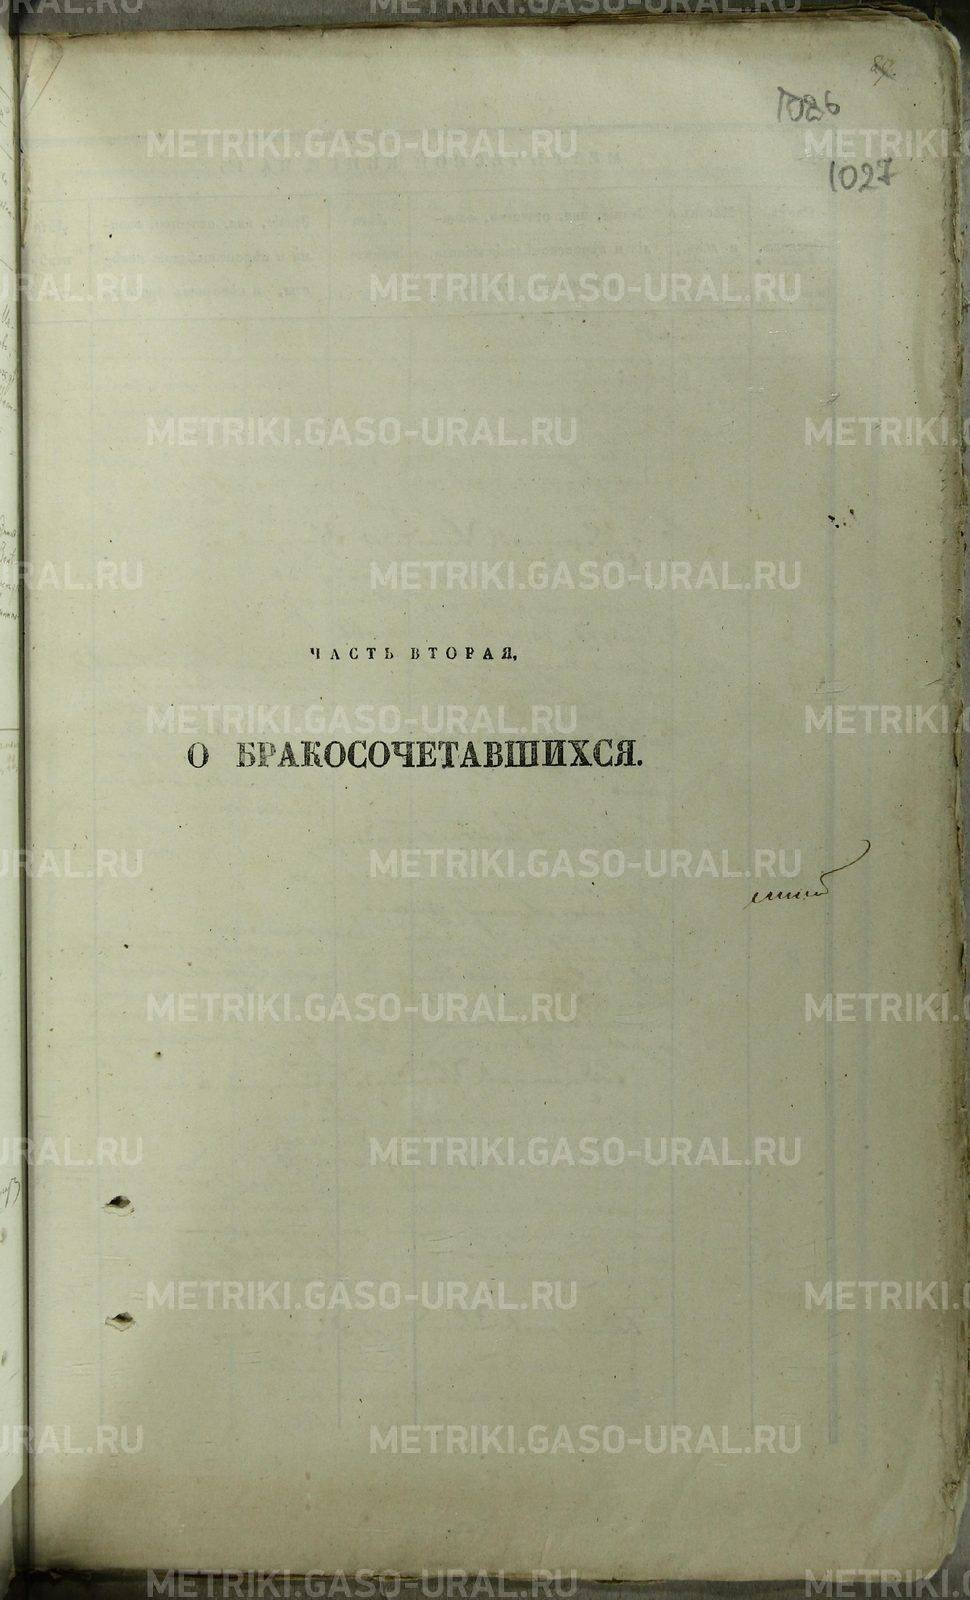 1026
1027
ЧАСТЬ ВТОРАЯ,
О БРАКОСОЧЕТАВШИХСЯ.
METRIKI.GASO-URAL.RU